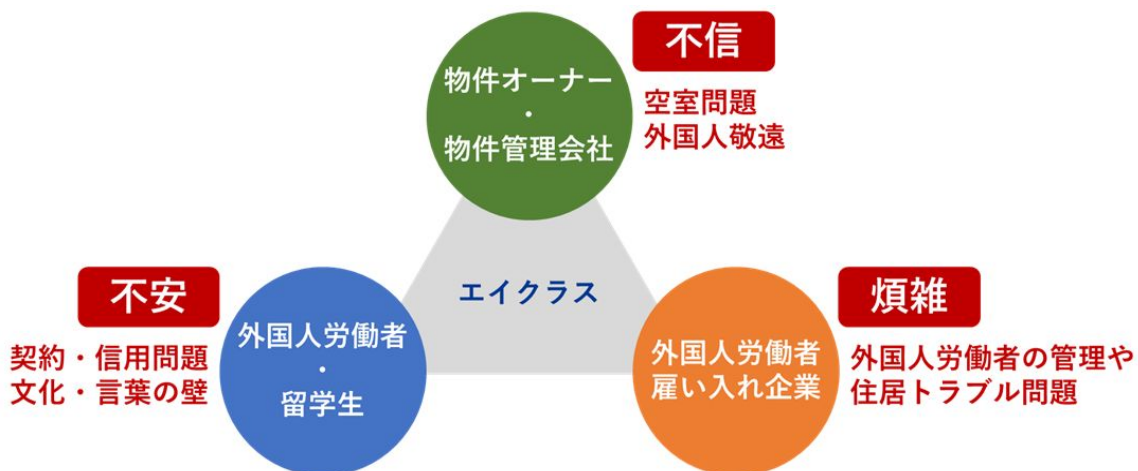 物件オーナー
・
物件管理会社
不信
空室問題
外国人敬遠
エイクラス
不安
契約・信用問題
文化・言葉の壁
外国人労働者
・
留学生
外国人労働者
雇い入れ企業
煩雑
外国人労働者の管理や
住居トラブル問題